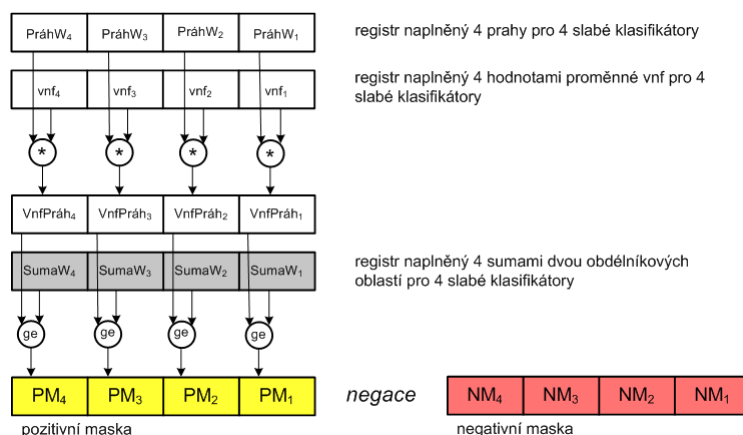 PráhW4 PráhW3 PráhW2 PráhW1 registr naplněný 4 prahy pro 4 slabé klasifikátory
vnf4 vnf3 vnf2 vnf1 registr naplněný 4 hodnotami proměnné vnf pro 4
slabé klasifikátory
* * * *
VnfPráh4 VnfPráh3 VnfPráh2 VnfPráh1
SumaW4 SumaW3 SumaW2 SumaW1 registr naplněný 4 sumami dvou obdélníkových
oblastí pro 4 slabé klasifikátory
ge ge ge ge
PM4 PM3 PM2 PM1 negace NM4 NM3 NM2 NM1
pozitivní maska negativní maska